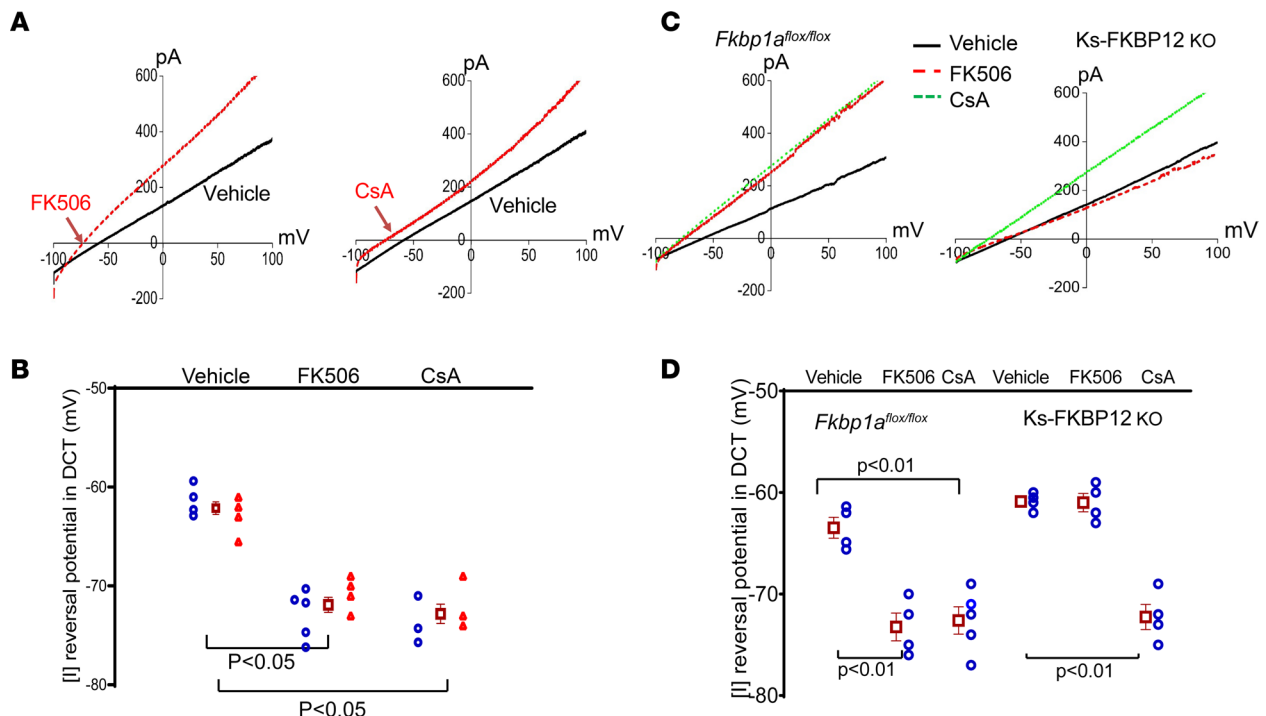 A
pA
600
400
200
0
-200
-100
-50
0
50
100
mV
FK506
Vehicle
pA
600
400
200
0
-200
-100
-50
0
50
100
mV
CsA
Vehicle
C
Fkbp1aflox/flox
Vehicle
FK506
CsA
Ks-FKBP12 KO
pA
600
400
200
0
-200
-100
-50
0
50
100
mV
pA
600
400
200
0
-200
-100
-50
0
50
100
mV
B
[I] reversal potential in DCT (mV)
-50
-60
-70
-80
Vehicle FK506 CsA
P<0.05
P<0.05
D
[I] reversal potential in DCT (mV)
-50
-60
-70
-80
Vehicle FK506 CsA Vehicle FK506 CsA
Fkbp1aflox/flox Ks-FKBP12 KO
p<0.01
p<0.01
p<0.01